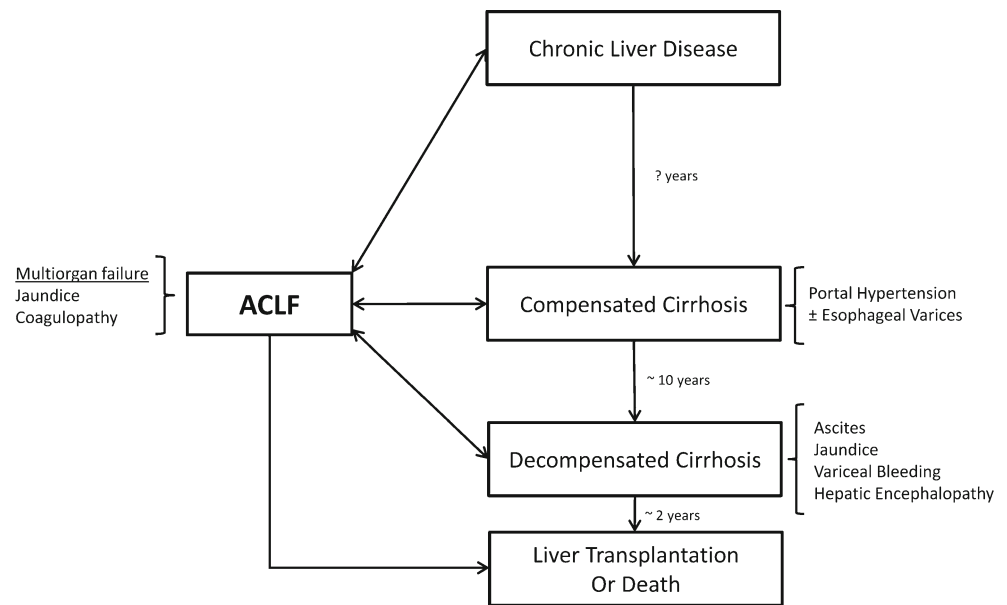 Chronic Liver Disease
? years
Multiorgan failure
Jaundice
Coagulopathy
ACLF
Compensated Cirrhosis
Portal Hypertension
± Esophageal Varices
~ 10 years
Decompensated Cirrhosis
Ascites
Jaundice
Variceal Bleeding
Hepatic Encephalopathy
~ 2 years
Liver Transplantation
Or Death